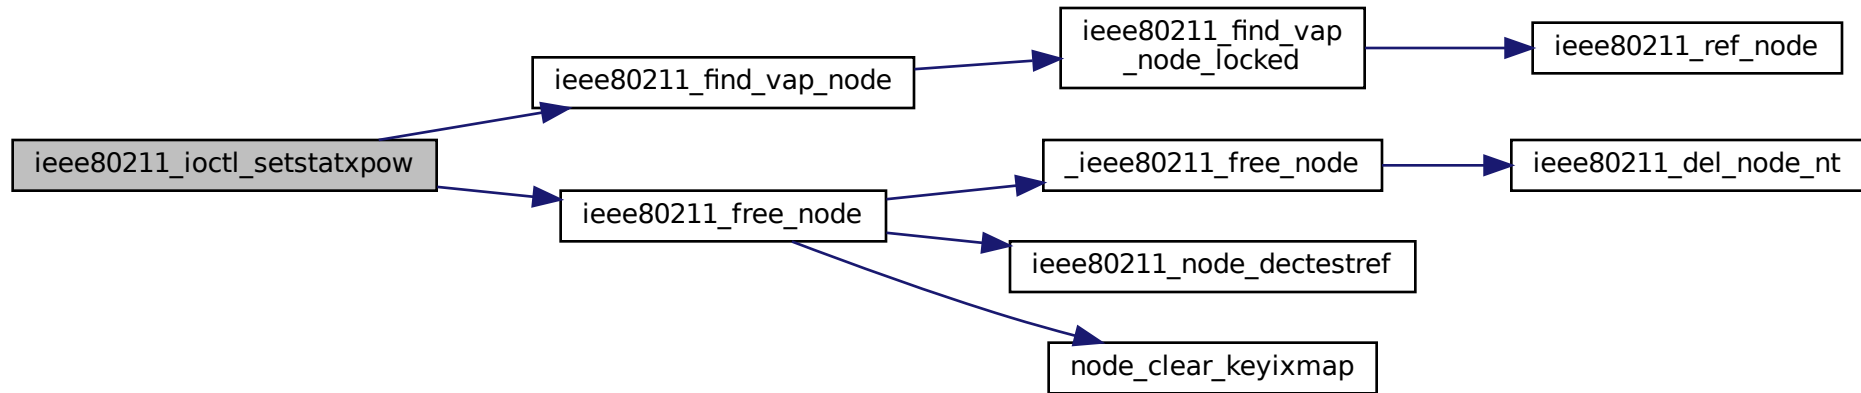 ieee80211_ioctl_setstatxpow
ieee80211_find_vap_node
ieee80211_find_vap
_node_locked
ieee80211_ref_node
ieee80211_free_node
_ieee80211_free_node
ieee80211_del_node_nt
ieee80211_node_dectestref
node_clear_keyixmap